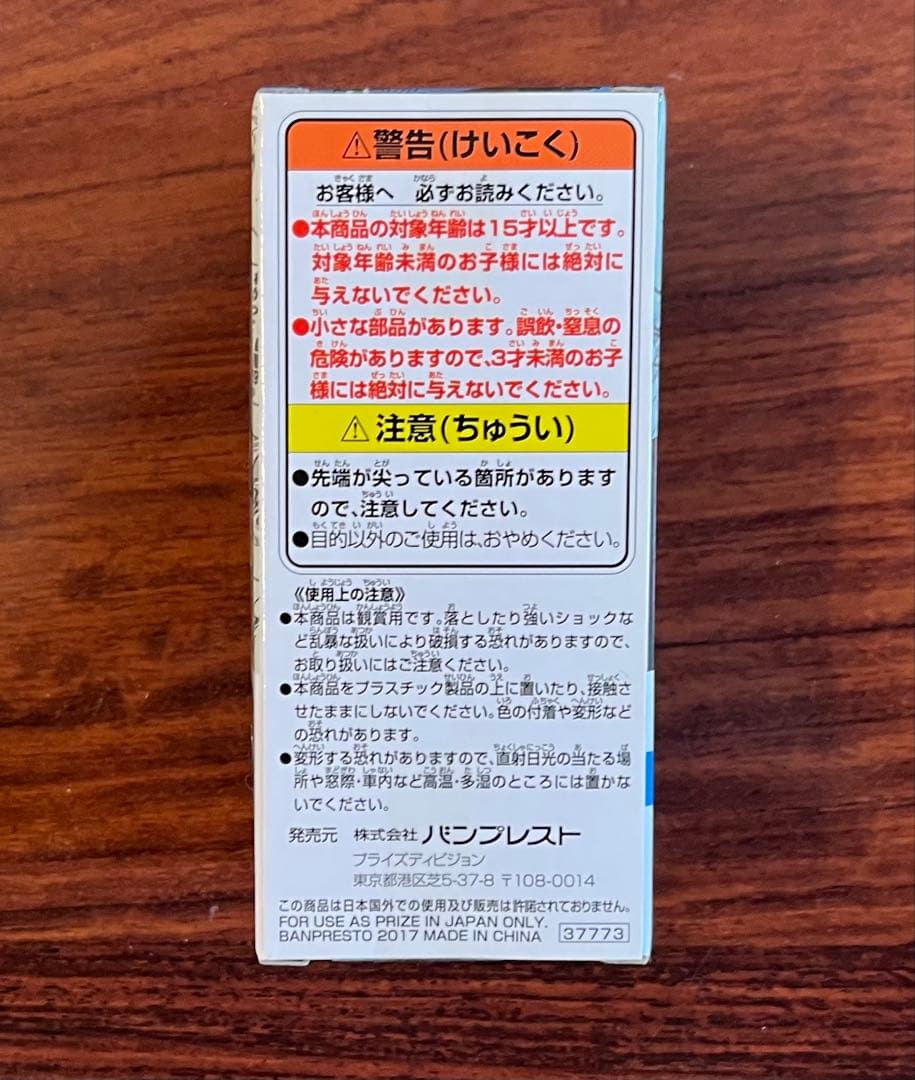 ⚠警告(けいこく)
お客様へ 必ずお読みください。
●本商品の対象年齢は15才以上です。
対象年齢未満のお子様には絶対に
与えないでください。
●小さな部品があります。誤飲・窒息の
危険がありますので、3才未満のお子
様には絶対に与えないでください。
⚠注意(ちゅうい)
●先端が尖っている箇所があります
ので、注意してください。
●目的以外のご使用は、おやめください。
《使用上の注意》
●本商品は観賞用です。落としたり強いショックな
ど乱暴な扱いにより破損する恐れがありますので、
お取り扱いにはご注意ください。
●本商品をプラスチック製品の上に置いたり、接触さ
せたままにしないでください。色の付着や変形など
の恐れがあります。
●変形する恐れがありますので、直射日光の当たる場
所や窓際・車内など高温・多湿のところには置かな
いでください。
発売元 株式会社 バンプレスト
プライズディビジョン
東京都港区芝5-37-8 〒108-0014
この商品は日本国外での使用及び販売は許諾されておりません。
FOR USE AS PRIZE IN JAPAN ONLY.
BANPRESTO 2017 MADE IN CHINA 37773